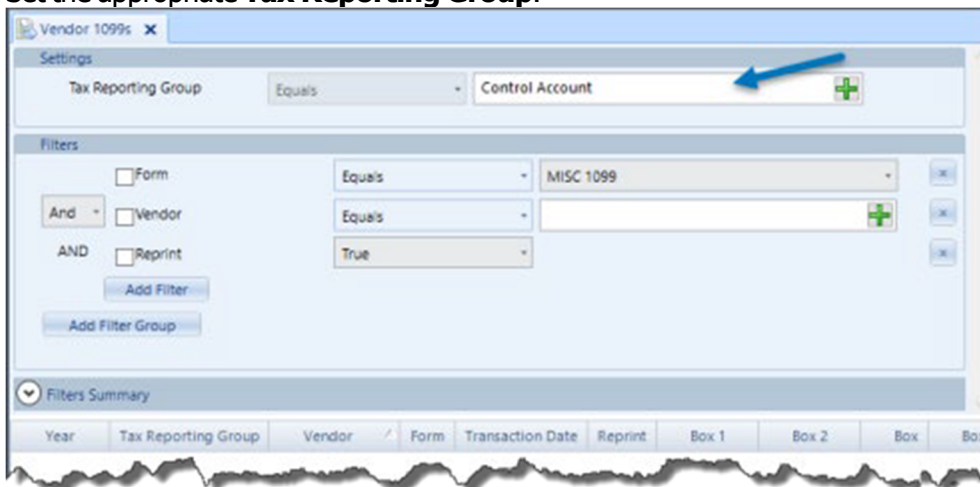 Set the appropriate Tax Reporting Group.
Vendor 1099s x
Settings
Tax Reporting Group Equals Control Account
Filters
Form Equals MISC 1099 x
And Vendor Equals x
AND Reprint True x
Add Filter
Add Filter Group
Filters Summary
Year Tax Reporting Group Vendor Form Transaction Date Reprint Box 1 Box 2 Box Bo